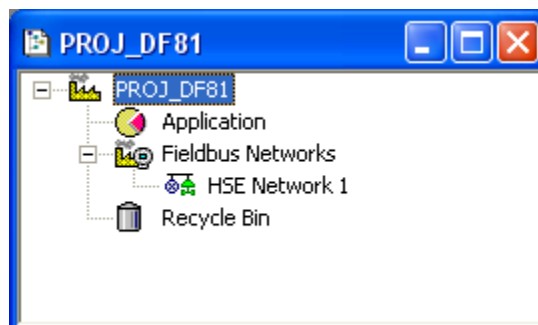 PROJ_DF81
PROJ_DF81
Application
Fieldbus Networks
HSE Network 1
Recycle Bin